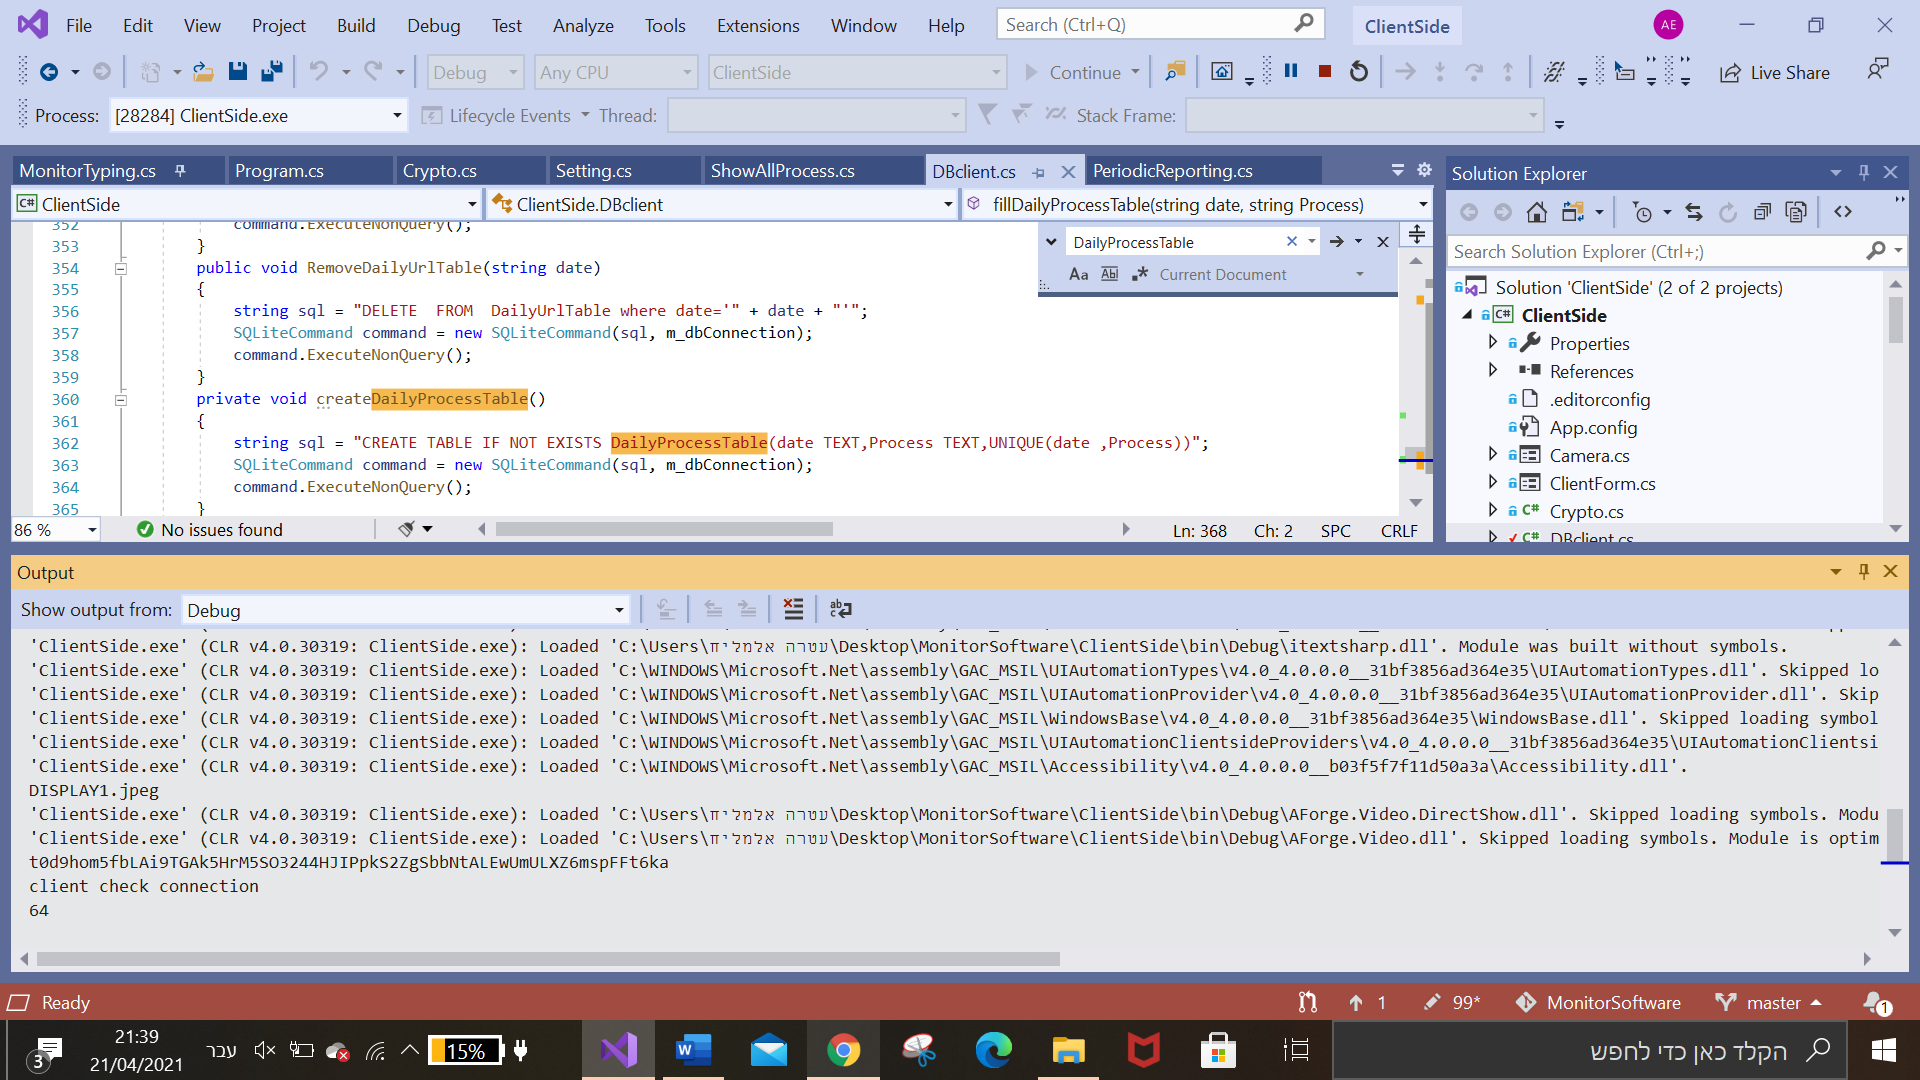 File Edit View Project Build Debug Test Analyze Tools Extensions Window Help Search (Ctrl+Q) ClientSide AE
Debug Any CPU ClientSide Continue Live Share
Process: [28284] ClientSide.exe Lifecycle Events Thread: Stack Frame:
MonitorTyping.cs Program.cs Crypto.cs Setting.cs ShowAllProcess.cs DBclient.cs PeriodicReporting.cs
ClientSide ClientSide.DBclient fillDailyProcessTable(string date, string Process)
352 command.ExecuteNonQuery();
353 }
354 public void RemoveDailyUrlTable(string date)
355 {
356 string sql = "DELETE  FROM  DailyUrlTable where date='" + date + "'";
357 SQLiteCommand command = new SQLiteCommand(sql, m_dbConnection);
358 command.ExecuteNonQuery();
359 }
360 private void createDailyProcessTable()
361 {
362 string sql = "CREATE TABLE IF NOT EXISTS DailyProcessTable(date TEXT,Process TEXT,UNIQUE(date ,Process))";
363 SQLiteCommand command = new SQLiteCommand(sql, m_dbConnection);
364 command.ExecuteNonQuery();
365 }
DailyProcessTable
Aa Abl .* Current Document
86 % No issues found Ln: 368 Ch: 2 SPC CRLF
Solution Explorer
Search Solution Explorer (Ctrl+;)
Solution 'ClientSide' (2 of 2 projects)
ClientSide
Properties
References
.editorconfig
App.config
Camera.cs
ClientForm.cs
Crypto.cs
DBclient.cs
Output
Show output from: Debug
'ClientSide.exe' (CLR v4.0.30319: ClientSide.exe): Loaded 'C:\Users\עטרה אלמליח\Desktop\MonitorSoftware\ClientSide\bin\Debug\itextsharp.dll'. Module was built without symbols.
'ClientSide.exe' (CLR v4.0.30319: ClientSide.exe): Loaded 'C:\WINDOWS\Microsoft.Net\assembly\GAC_MSIL\UIAutomationTypes\v4.0_4.0.0.0__31bf3856ad364e35\UIAutomationTypes.dll'. Skipped lo
'ClientSide.exe' (CLR v4.0.30319: ClientSide.exe): Loaded 'C:\WINDOWS\Microsoft.Net\assembly\GAC_MSIL\UIAutomationProvider\v4.0_4.0.0.0__31bf3856ad364e35\UIAutomationProvider.dll'. Skip
'ClientSide.exe' (CLR v4.0.30319: ClientSide.exe): Loaded 'C:\WINDOWS\Microsoft.Net\assembly\GAC_MSIL\WindowsBase\v4.0_4.0.0.0__31bf3856ad364e35\WindowsBase.dll'. Skipped loading symbol
'ClientSide.exe' (CLR v4.0.30319: ClientSide.exe): Loaded 'C:\WINDOWS\Microsoft.Net\assembly\GAC_MSIL\UIAutomationClientsideProviders\v4.0_4.0.0.0__31bf3856ad364e35\UIAutomationClientsi
'ClientSide.exe' (CLR v4.0.30319: ClientSide.exe): Loaded 'C:\WINDOWS\Microsoft.Net\assembly\GAC_MSIL\Accessibility\v4.0_4.0.0.0__b03f5f7f11d50a3a\Accessibility.dll'.
DISPLAY1.jpeg
'ClientSide.exe' (CLR v4.0.30319: ClientSide.exe): Loaded 'C:\Users\עטרה אלמליח\Desktop\MonitorSoftware\ClientSide\bin\Debug\AForge.Video.DirectShow.dll'. Skipped loading symbols. Modu
'ClientSide.exe' (CLR v4.0.30319: ClientSide.exe): Loaded 'C:\Users\עטרה אלמליח\Desktop\MonitorSoftware\ClientSide\bin\Debug\AForge.Video.dll'. Skipped loading symbols. Module is optim
t0d9hom5fbLAi9TGAk5HrM5SO3244HJIPpkS2ZgSbbNtALEwUmULXZ6mspFFt6ka
client check connection
64
Ready 1 99* MonitorSoftware master 1
3 21:39 עבר 15% הקלד כאן כדי לחפש
21/04/2021